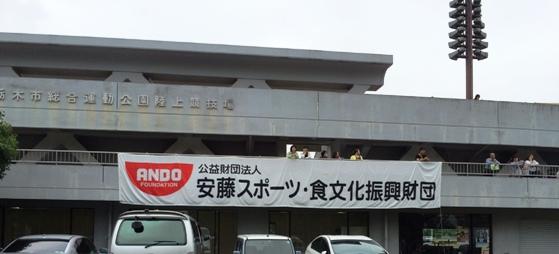 栃木市総合運動公園陸上競技場
ANDO
FOUNDATION
公益財団法人
安藤スポーツ・食文化振興財団